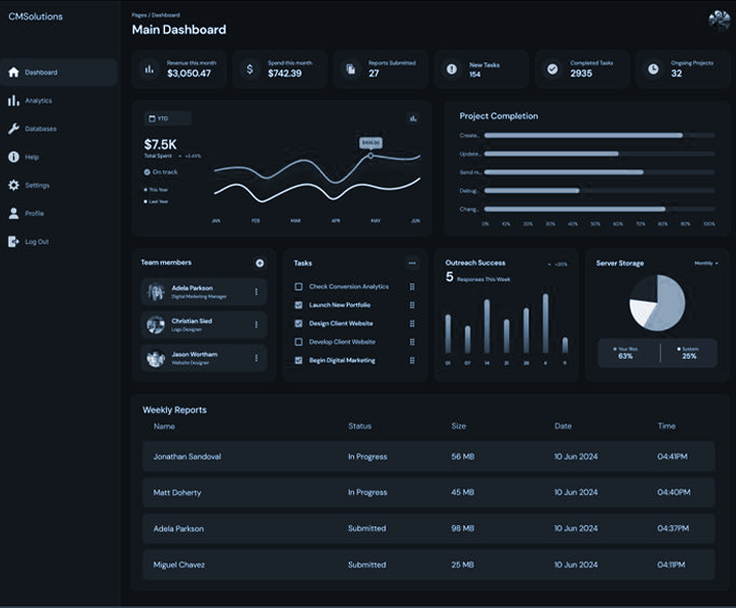 CMSolutions
Dashboard
Analytics
Databases
Help
Settings
Profile
Log Out
Pages / Dashboard
Main Dashboard
Revenue this month
$3,050.47
Spend this month
$742.39
Reports Submitted
27
New Tasks
154
Completed Tasks
2935
Ongoing Projects
32
YTD
$7.5K
Total Spent
On track
This Year
Last Year
JAN FEB MAR APR MAY JUN
Project Completion
Create..
Update..
Send m..
Debug..
Chang..
0% 10% 20% 30% 40% 50% 60% 70% 80% 90% 100%
Team members
Adela Parkson
Digital Marketing Manager
Christian Sied
Logo Designer
Jason Wortham
Website Designer
Tasks
Check Conversion Analytics
Launch New Portfolio
Design Client Website
Develop Client Website
Begin Digital Marketing
Outreach Success
5 Responses This Week
01 07 14 21 28 4 11
Server Storage
Monthly
Your files
63%
System
25%
Weekly Reports
Name Status Size Date Time
Jonathan Sandoval In Progress 56 MB 10 Jun 2024 04:41PM
Matt Doherty In Progress 45 MB 10 Jun 2024 04:40PM
Adela Parkson Submitted 98 MB 10 Jun 2024 04:37PM
Miguel Chavez Submitted 25 MB 10 Jun 2024 04:11PM